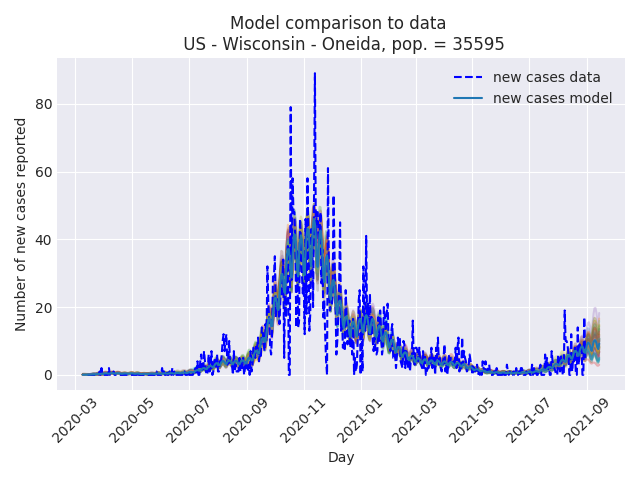 Model comparison to data
US - Wisconsin - Oneida, pop. = 35595
new cases data
new cases model
Number of new cases reported
80
60
40
20
0
2020-03
2020-05
2020-07
2020-09
2020-11
2021-01
2021-03
2021-05
2021-07
2021-09
Day